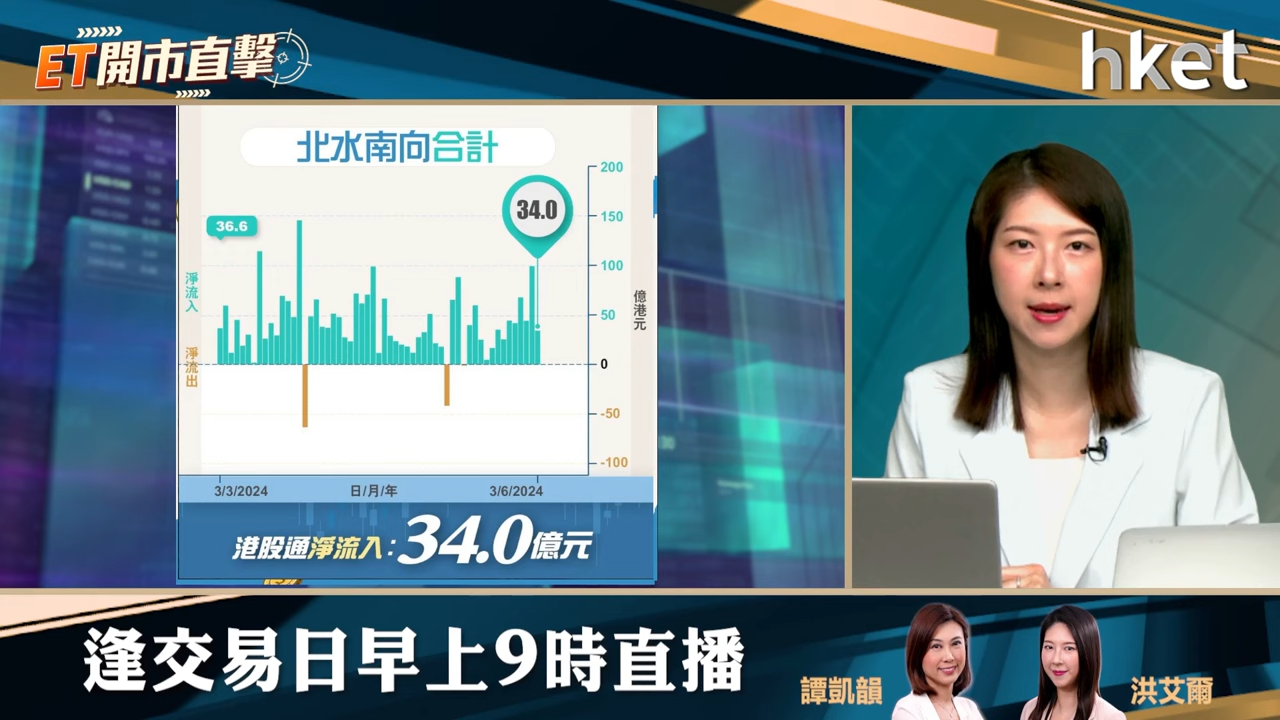 ET開市直擊
hket
北水南向合計
200
36.6
34.0
150
100
淨流入
億港元
50
淨流出
0
-50
-100
3/3/2024
日/月/年
3/6/2024
港股通淨流入:34.0億元
逢交易日早上9時直播
譚凱韻
洪艾爾